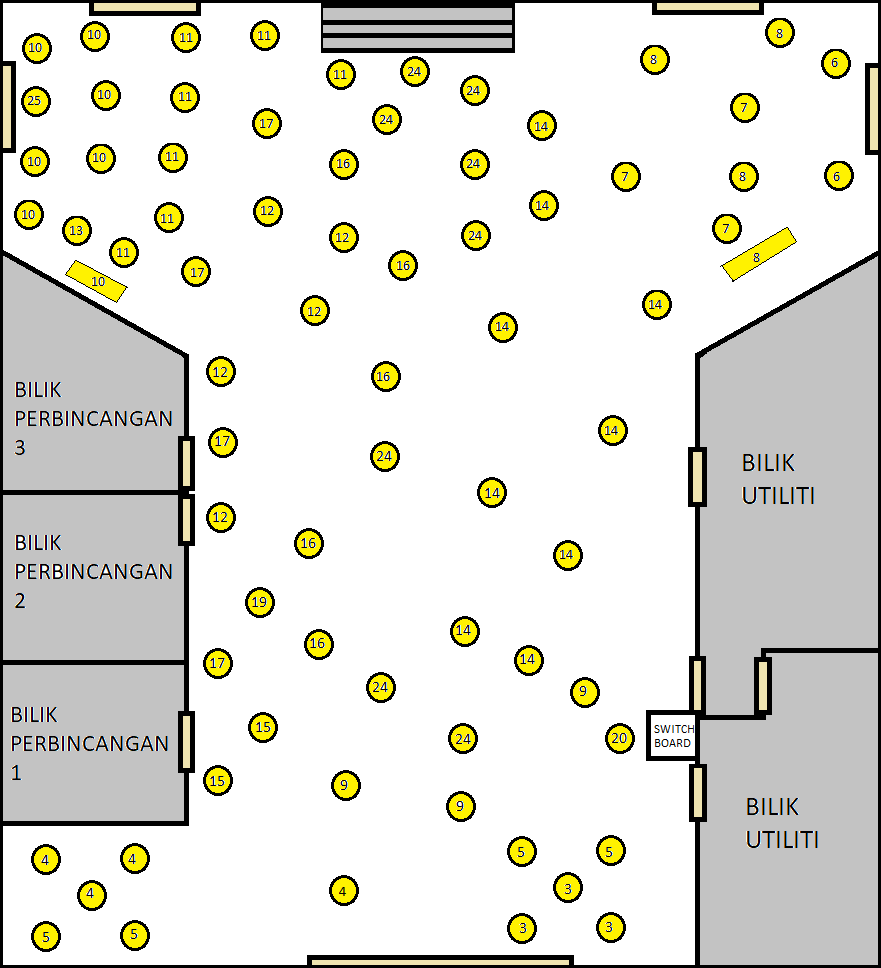 10 10 11 11
11 24 24
8 8 6
25 10 11 17
24 14 7
10 10 11 16 24
7 8 6
10 13 11 12 14
11 12 24 7
17 16
10
8
12 14 14
12 16
BILIK
PERBINCANGAN
3
17 24 14
BILIK
UTILITI
12 14
BILIK
PERBINCANGAN
2
16 14
19
16 14 14
17 24 9
BILIK
PERBINCANGAN
1
15 24 20
SWITCH
BOARD
15 9 9
BILIK
UTILITI
4 4 5 5
4 4 3
5 5 3 3